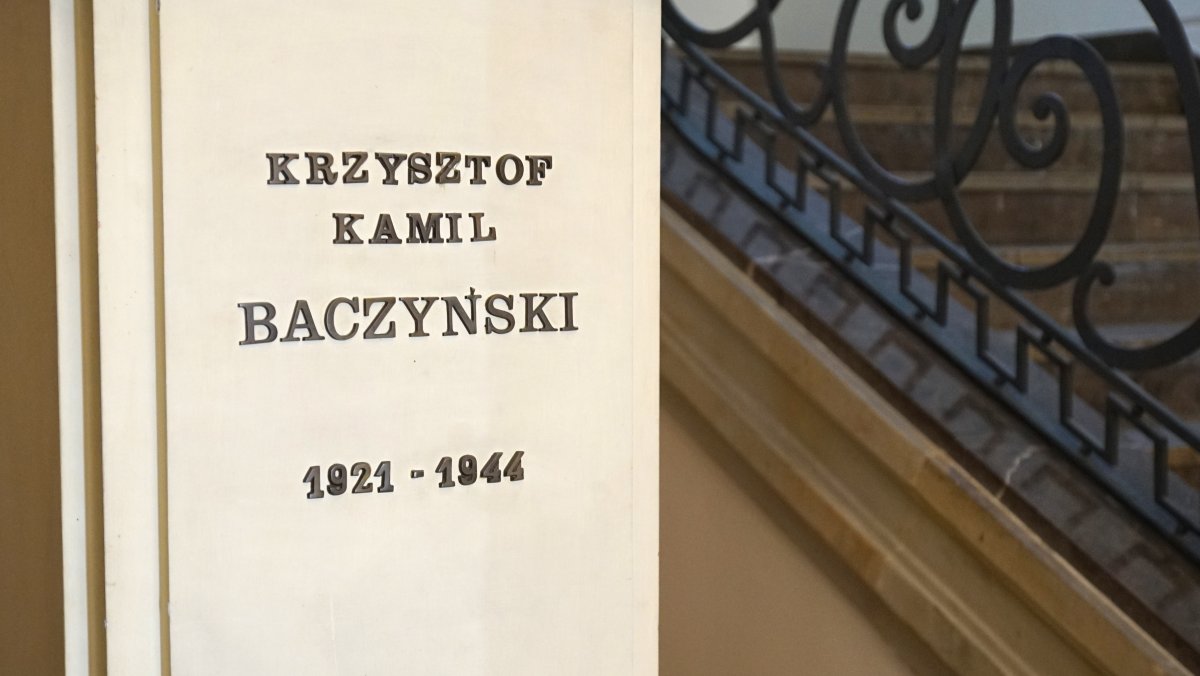 KRZYSZTOF
KAMIL
BACZYŃSKI
1921 - 1944